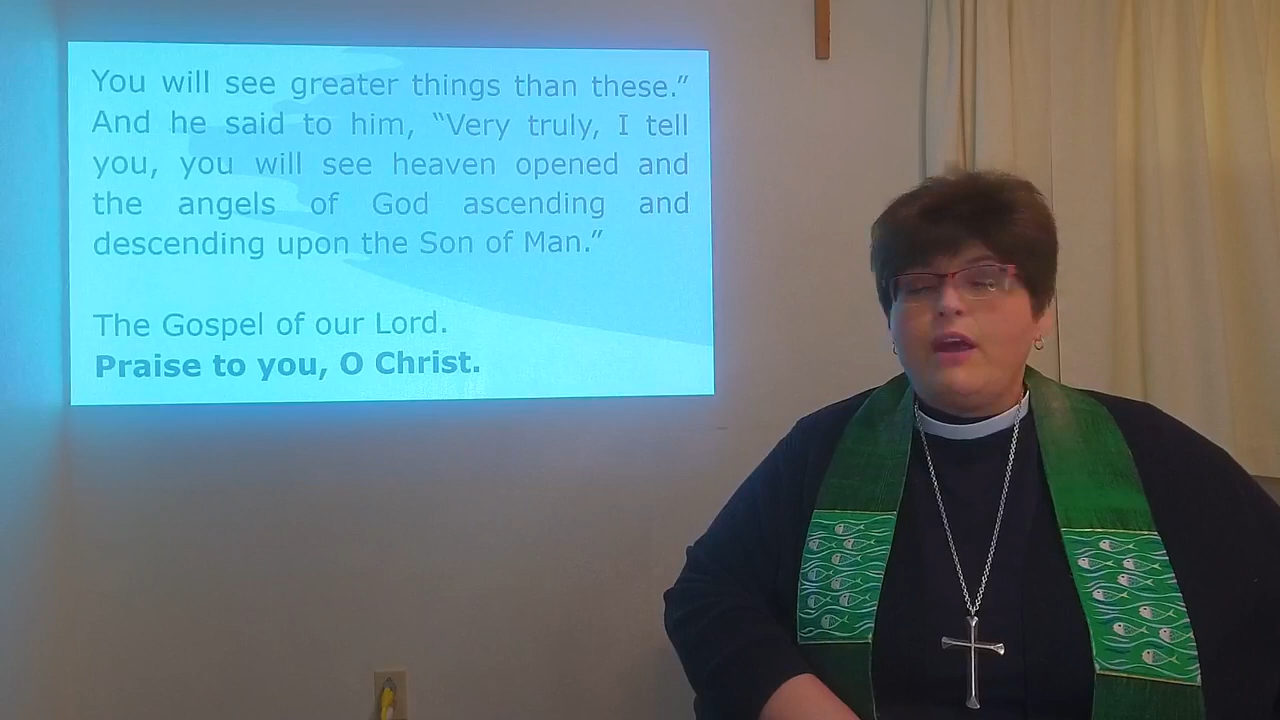 You will see greater things than these.”
And he said to him, “Very truly, I tell
you, you will see heaven opened and
the angels of God ascending and
descending upon the Son of Man.”
The Gospel of our Lord.
Praise to you, O Christ.